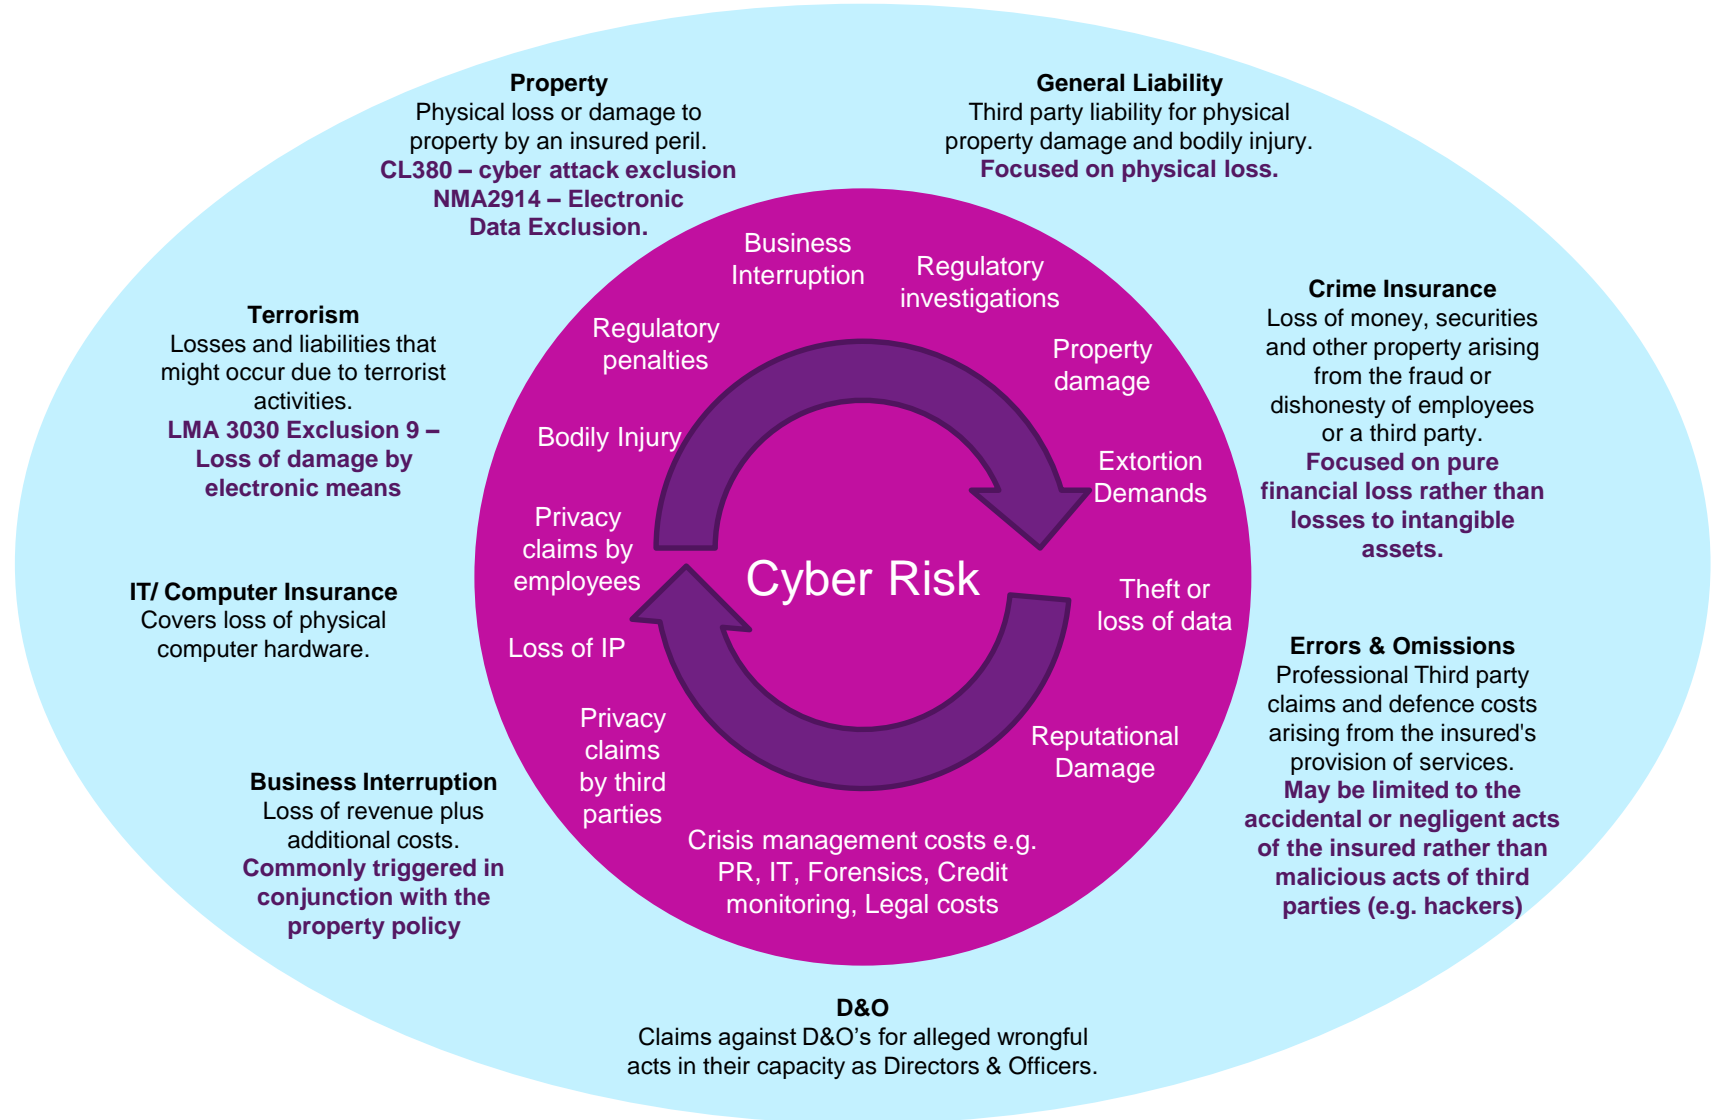 Property
Physical loss or damage to
property by an insured peril.
CL380 – cyber attack exclusion
NMA2914 – Electronic
Data Exclusion.
General Liability
Third party liability for physical
property damage and bodily injury.
Focused on physical loss.
Crime Insurance
Loss of money, securities
and other property arising
from the fraud or
dishonesty of employees
or a third party.
Focused on pure
financial loss rather than
losses to intangible
assets.
Errors & Omissions
Professional Third party
claims and defence costs
arising from the insured's
provision of services.
May be limited to the
accidental or negligent acts
of the insured rather than
malicious acts of third
parties (e.g. hackers)
D&O
Claims against D&O’s for alleged wrongful
acts in their capacity as Directors & Officers.
Business Interruption
Loss of revenue plus
additional costs.
Commonly triggered in
conjunction with the
property policy
IT/ Computer Insurance
Covers loss of physical
computer hardware.
Terrorism
Losses and liabilities that
might occur due to terrorist
activities.
LMA 3030 Exclusion 9 –
Loss of damage by
electronic means
Business
Interruption
Regulatory
investigations
Property
damage
Extortion
Demands
Theft or
loss of data
Reputational
Damage
Crisis management costs e.g.
PR, IT, Forensics, Credit
monitoring, Legal costs
Privacy
claims
by third
parties
Loss of IP
Privacy
claims by
employees
Bodily Injury
Regulatory
penalties
Cyber Risk